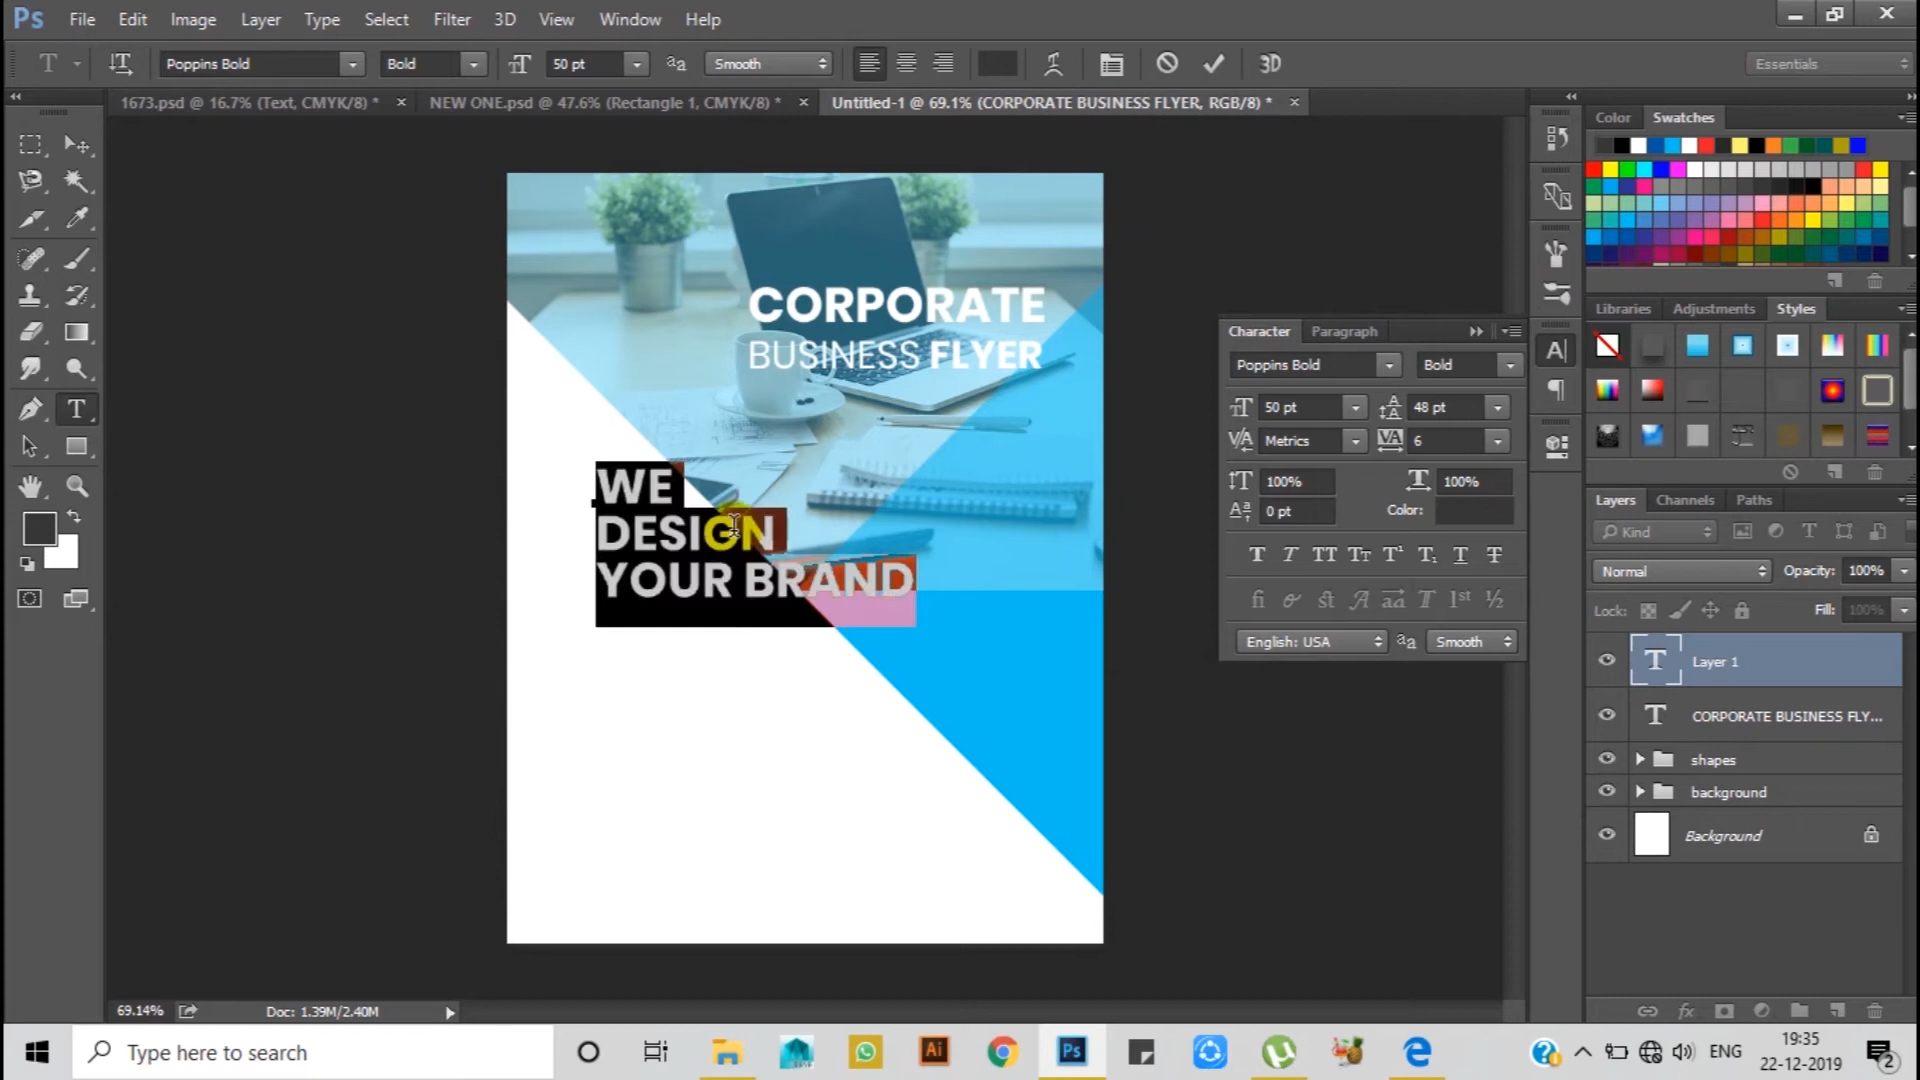 Ps File Edit Image Layer Type Select Filter 3D View Window Help
Poppins Bold Bold 50 pt Smooth 3D Essentials
1673.psd @ 16.7% (Text, CMYK/8) * NEW ONE.psd @ 47.6% (Rectangle 1, CMYK/8) * Untitled-1 @ 69.1% (CORPORATE BUSINESS FLYER, RGB/8) *
CORPORATE
BUSINESS FLYER
WE
DESIGN
YOUR BRAND
Character Paragraph
Poppins Bold Bold
50 pt 48 pt
Metrics 6
100% 100%
0 pt Color:
English: USA Smooth
Color Swatches
Libraries Adjustments Styles
Layers Channels Paths
Kind
Normal Opacity: 100%
Lock: Fill: 100%
Layer 1
CORPORATE BUSINESS FLY...
shapes
background
Background
69.14% Doc: 1.39M/2.40M
Type here to search
Ai Ps
ENG
19:35
22-12-2019
2